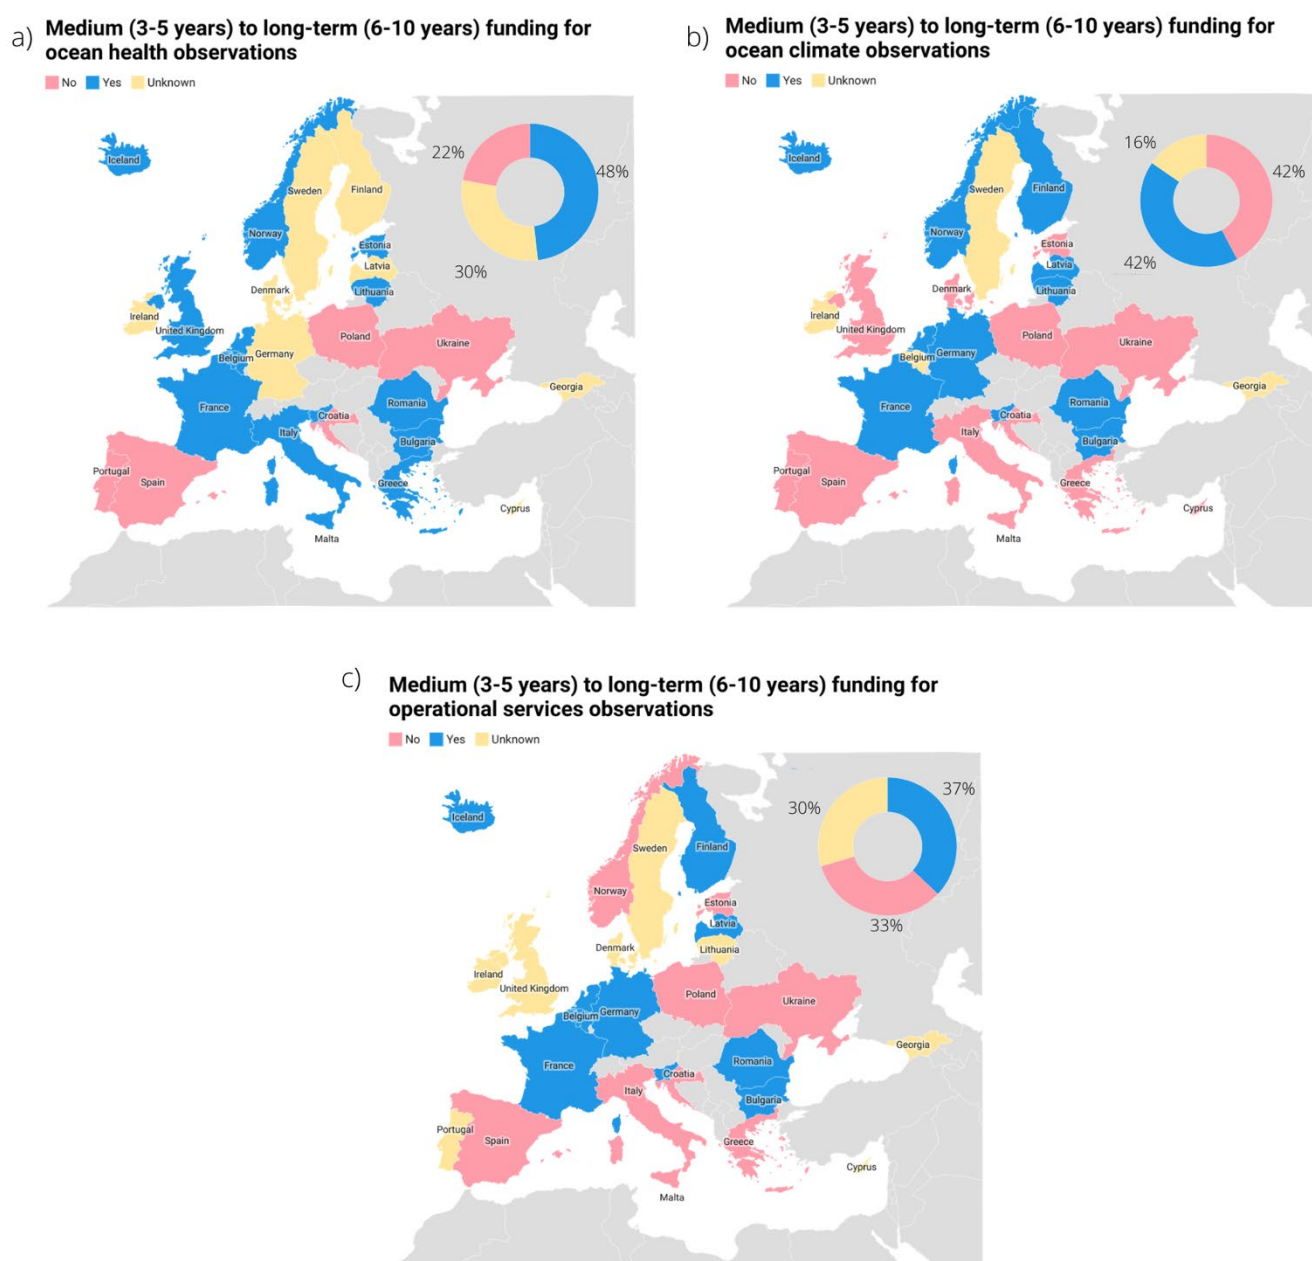 a)
Medium (3-5 years) to long-term (6-10 years) funding for
ocean health observations
No Yes Unknown
Iceland
22%
48%
30%
Sweden
Finland
Norway
Estonia
Latvia
Denmark
Lithuania
Ireland
United Kingdom
Poland
Ukraine
Belgium
Germany
Georgia
France
Romania
Croatia
Italy
Bulgaria
Portugal
Spain
Greece
Cyprus
Malta
b)
Medium (3-5 years) to long-term (6-10 years) funding for
ocean climate observations
No Yes Unknown
Iceland
16%
42%
42%
Sweden
Finland
Norway
Estonia
Latvia
Denmark
Lithuania
Ireland
United Kingdom
Poland
Ukraine
Belgium
Germany
Georgia
France
Romania
Croatia
Italy
Bulgaria
Portugal
Spain
Greece
Cyprus
Malta
c)
Medium (3-5 years) to long-term (6-10 years) funding for
operational services observations
No Yes Unknown
Iceland
30%
37%
33%
Sweden
Finland
Norway
Estonia
Latvia
Denmark
Lithuania
Ireland
United Kingdom
Poland
Ukraine
Belgium
Germany
Georgia
France
Romania
Croatia
Italy
Bulgaria
Portugal
Spain
Greece
Cyprus
Malta